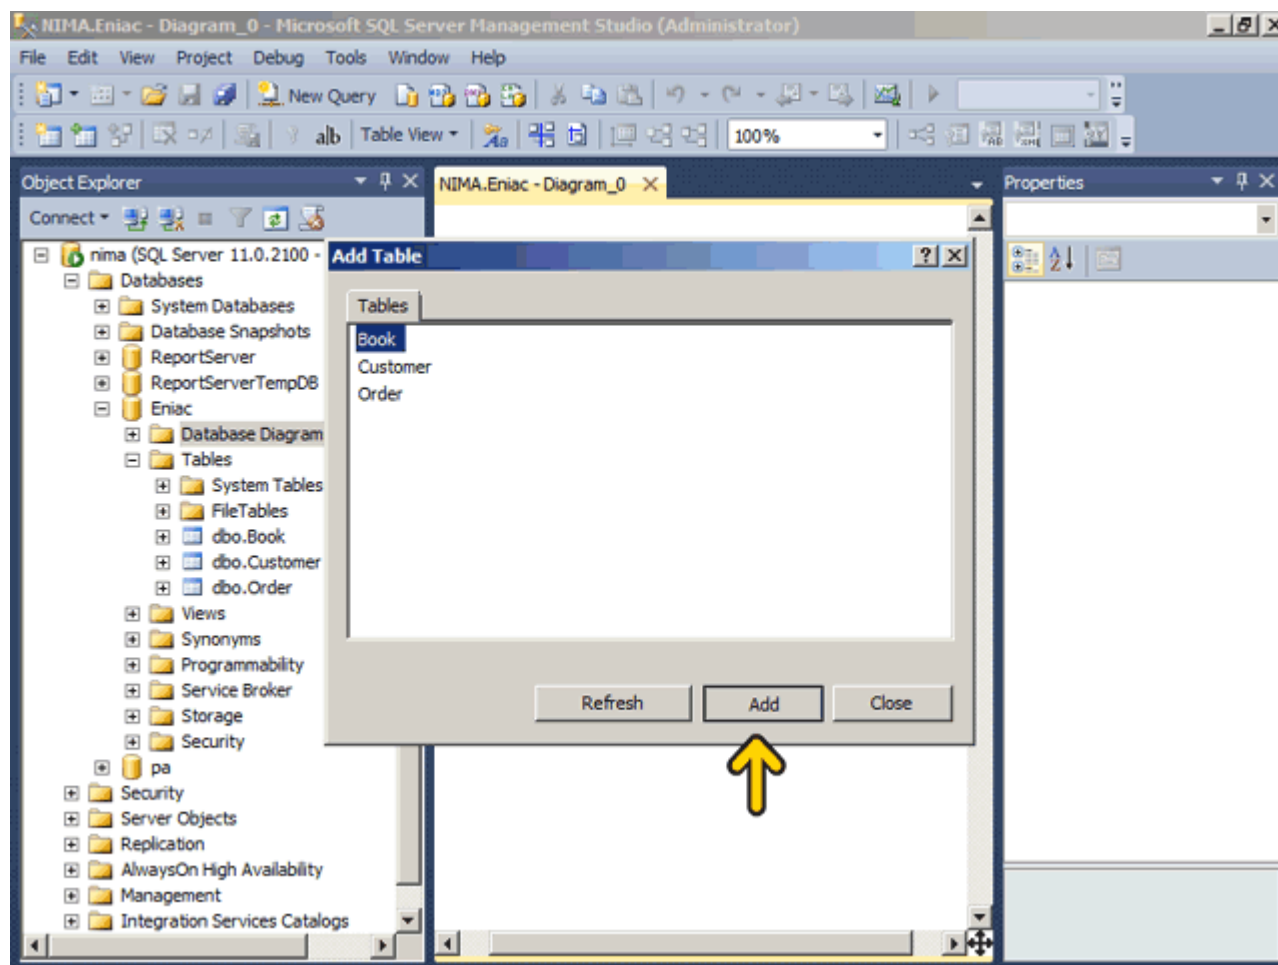 NIMA.Eniac - Diagram_0 - Microsoft SQL Server Management Studio (Administrator)
File Edit View Project Debug Tools Window Help
New Query
Table View 100%
Object Explorer
NIMA.Eniac - Diagram_0
Properties
Connect
nima (SQL Server 11.0.2100 -
Databases
System Databases
Database Snapshots
ReportServer
ReportServerTempDB
Eniac
Database Diagram
Tables
System Tables
FileTables
dbo.Book
dbo.Customer
dbo.Order
Views
Synonyms
Programmability
Service Broker
Storage
Security
pa
Security
Server Objects
Replication
AlwaysOn High Availability
Management
Integration Services Catalogs
Add Table
Tables
Book
Customer
Order
Refresh Add Close